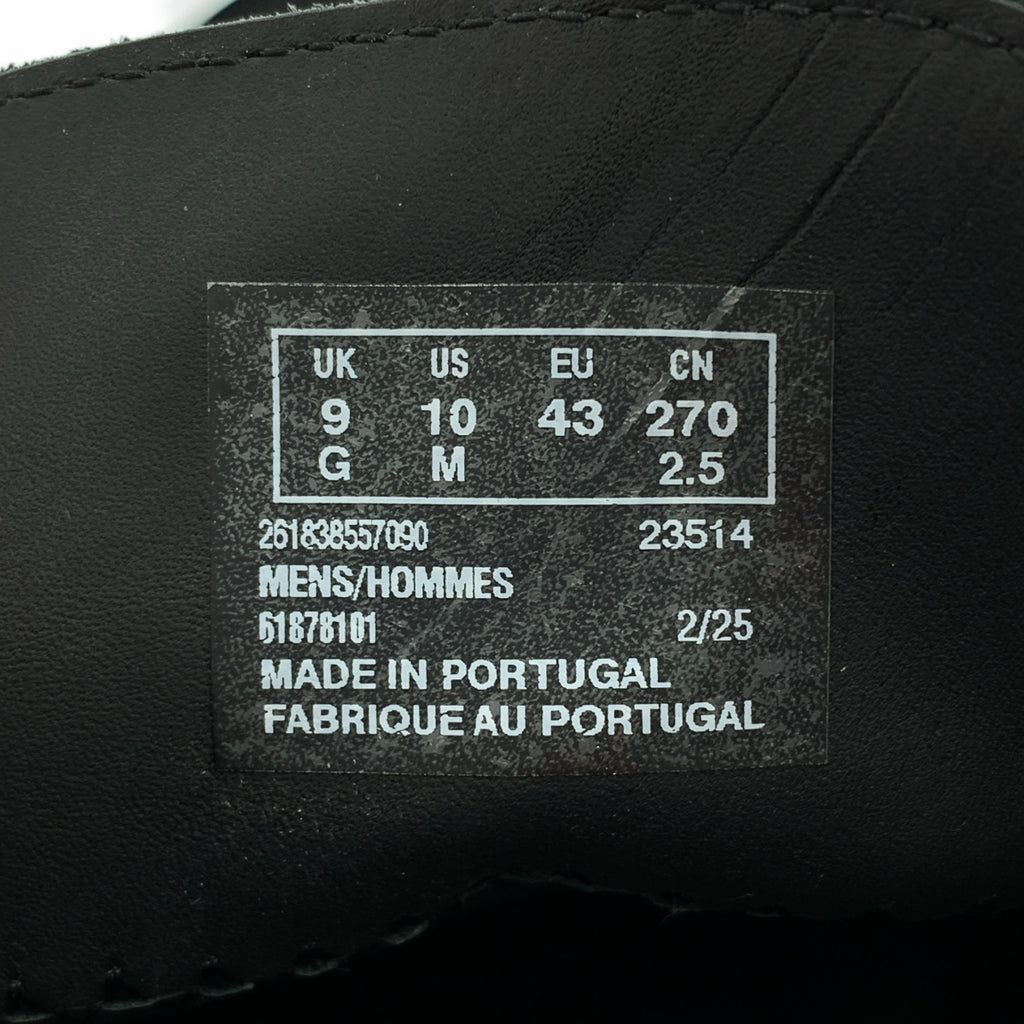 UK US EU CN
9 10 43 270
G M 2.5
261838557090 23514
MENS/HOMMES
61878101 2/25
MADE IN PORTUGAL
FABRIQUE AU PORTUGAL